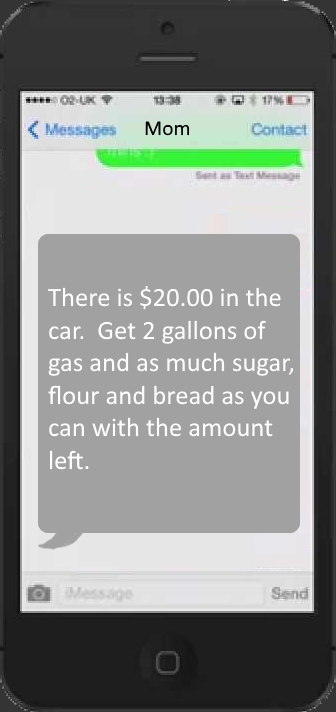 O2-UK 13:38 17%
Messages Mom Contact
Sent as Text Message
There is $20.00 in the
car. Get 2 gallons of
gas and as much sugar,
flour and bread as you
can with the amount
left.
iMessage Send